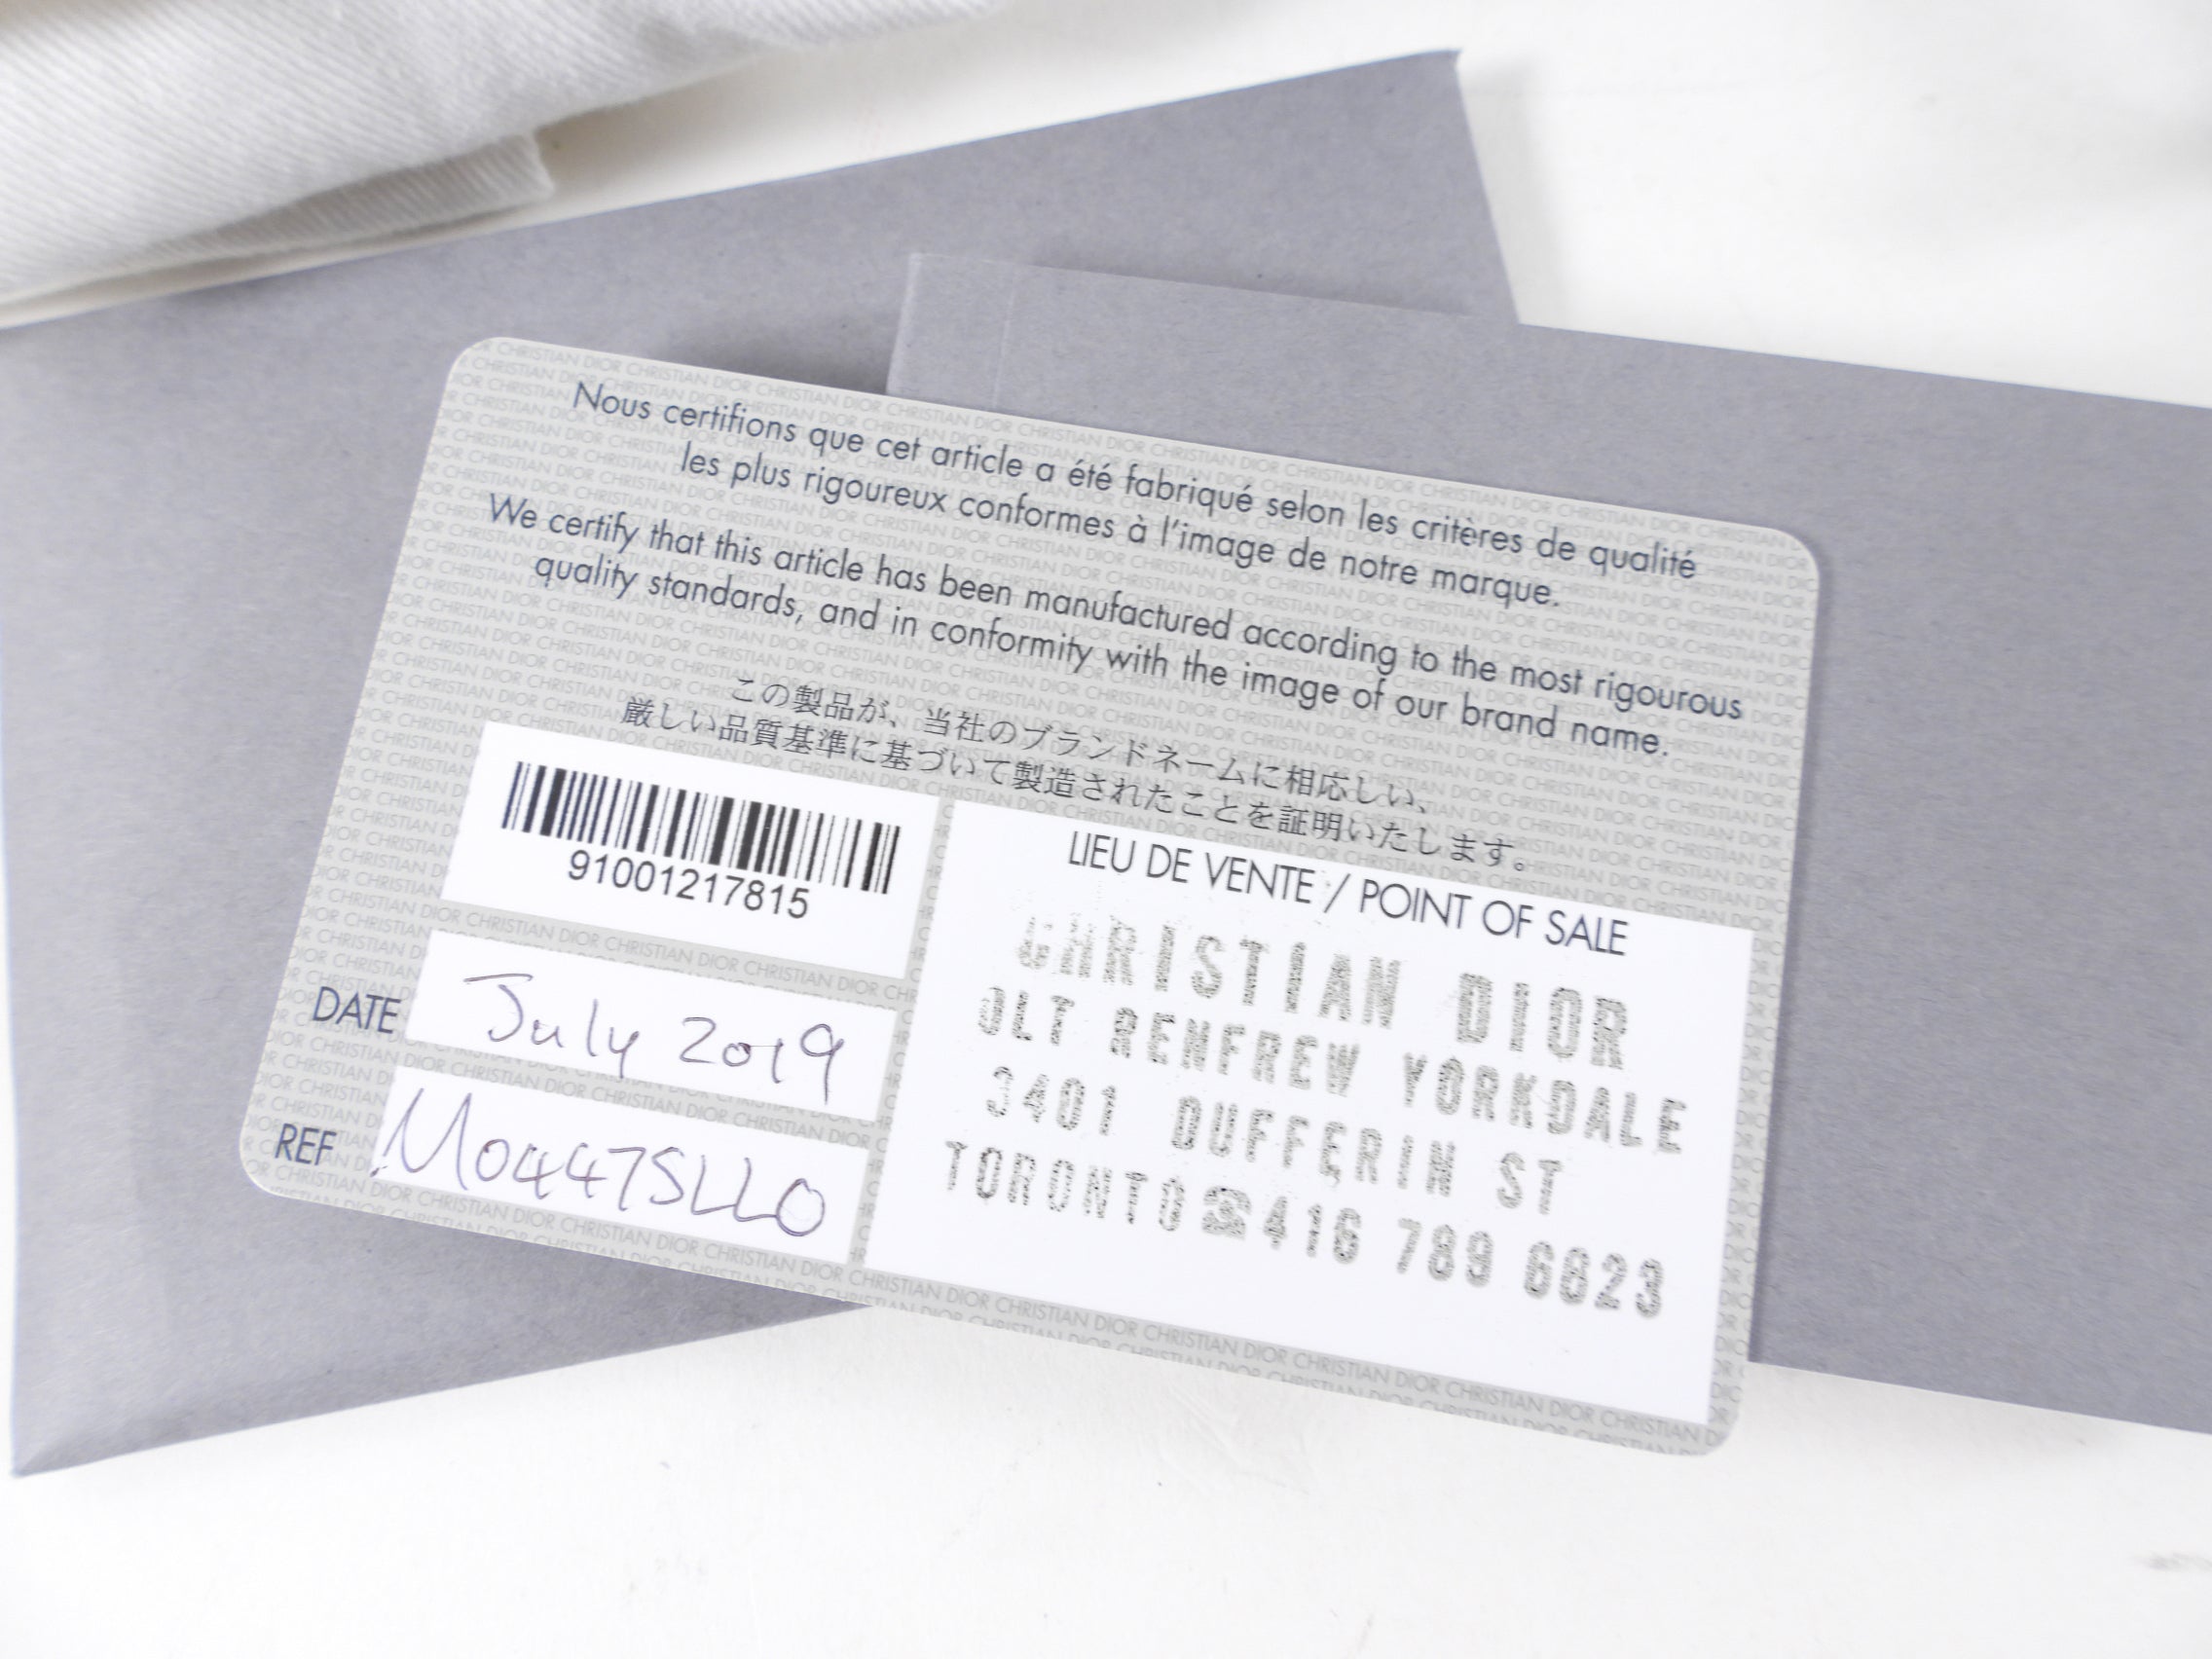 Nous certifions que cet article a été fabriqué selon les critères de qualité
les plus rigoureux conformes à l'image de notre marque.
We certify that this article has been manufactured according to the most rigourous
quality standards, and in conformity with the image of our brand name.
この製品が、当社のブランドネームに相応しい、
厳しい品質基準に基づいて製造されたことを証明いたします。
91001217815
DATE July 2019
REF M0447SLLO
LIEU DE VENTE / POINT OF SALE
CHRISTIAN DIOR
RENFREW YORKDALE
3401 DUFFERIN ST
TORONTO☎416 789